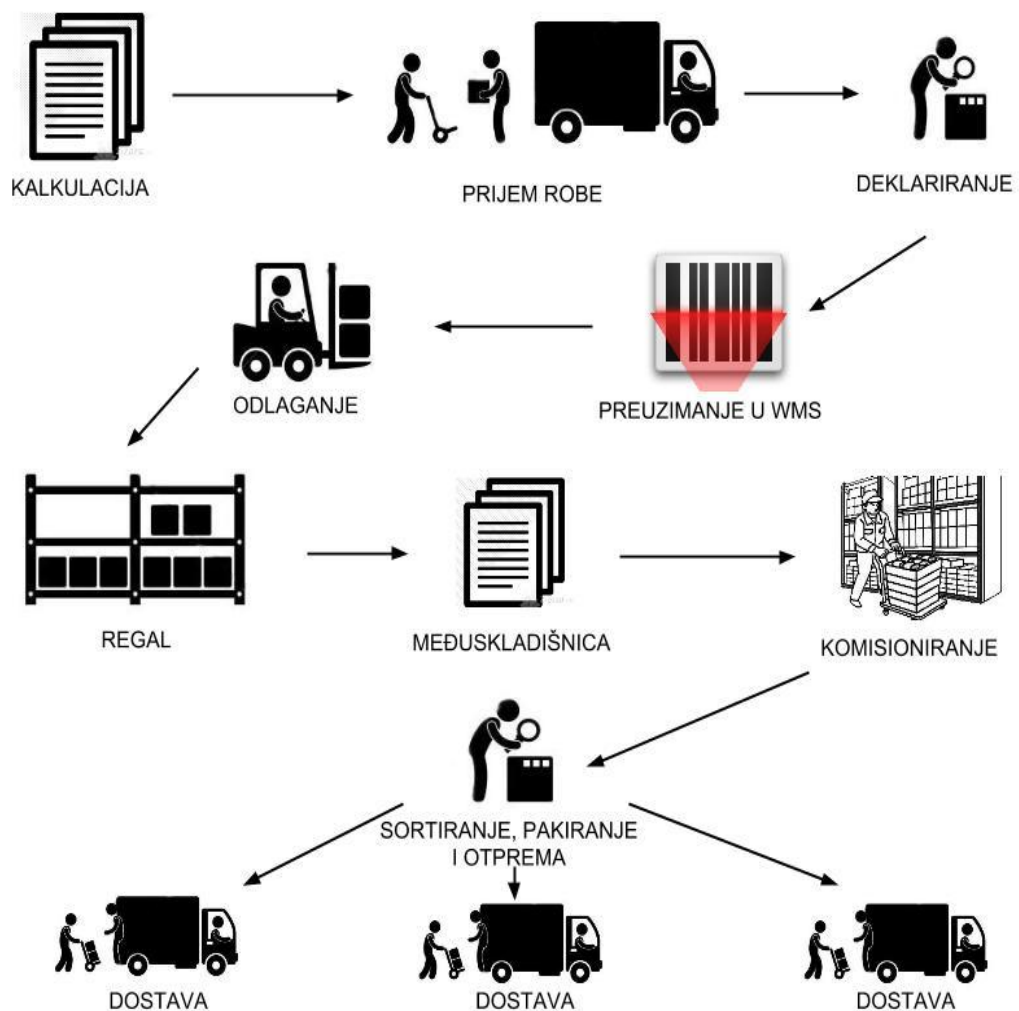 KALKULACIJA
PRIJEM ROBE
DEKLARIRANJE
ODLAGANJE
PREUZIMANJE U WMS
REGAL
MEĐUSKLADIŠNICA
KOMISIONIRANJE
SORTIRANJE, PAKIRANJE
I OTPREMA
DOSTAVA
DOSTAVA
DOSTAVA